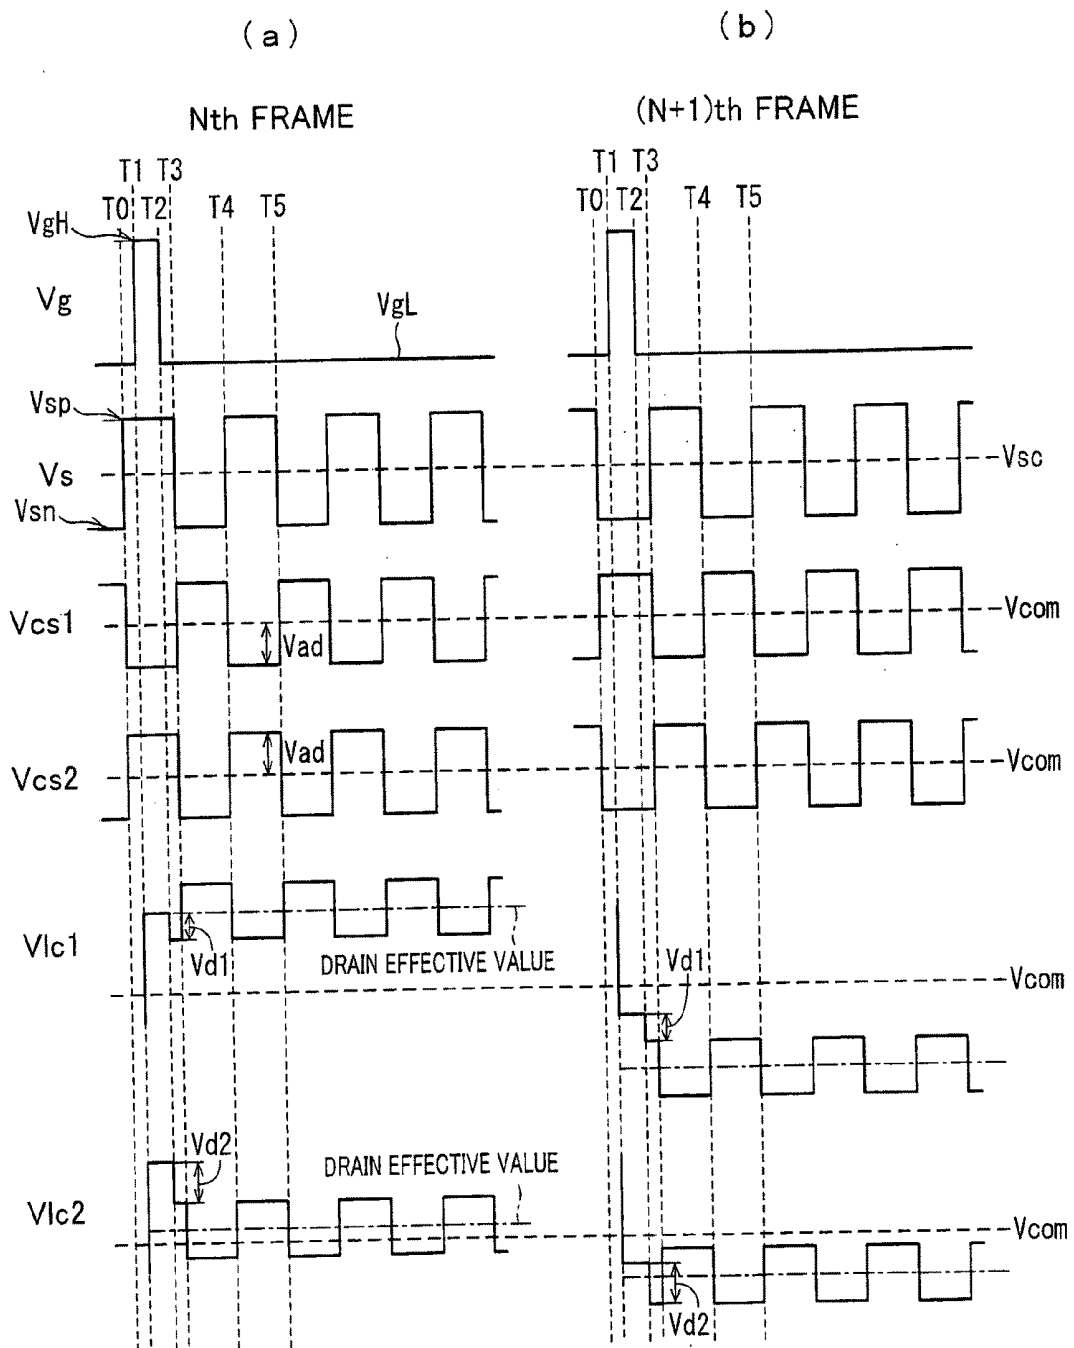 (a)
(b)
Nth FRAME
(N+1)th FRAME
T1 T3
T0 T2 T4 T5
T1 T3
T0 T2 T4 T5
VgH
Vg
VgL
Vsp
Vs
Vsn
Vsc
Vcs1
Vad
Vcom
Vcs2
Vad
Vcom
Vlc1
Vd1
DRAIN EFFECTIVE VALUE
Vd1
Vcom
Vlc2
Vd2
DRAIN EFFECTIVE VALUE
Vcom
Vd2